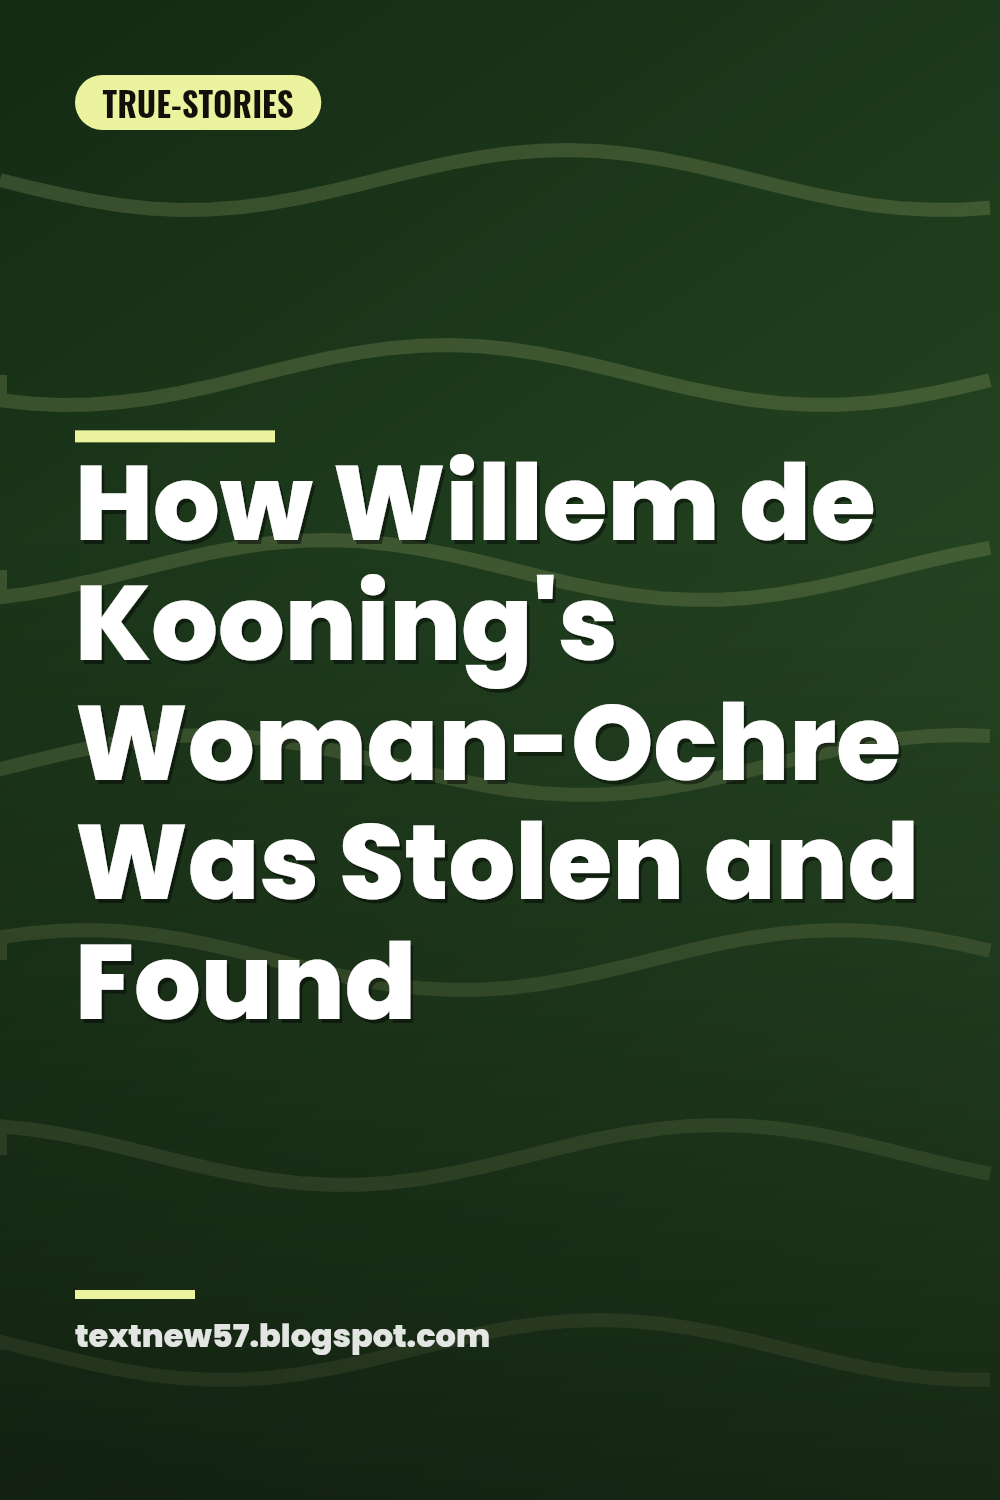 TRUE-STORIES
How Willem de
Kooning's
Woman-Ochre
Was Stolen and
Found
textnew57.blogspot.com